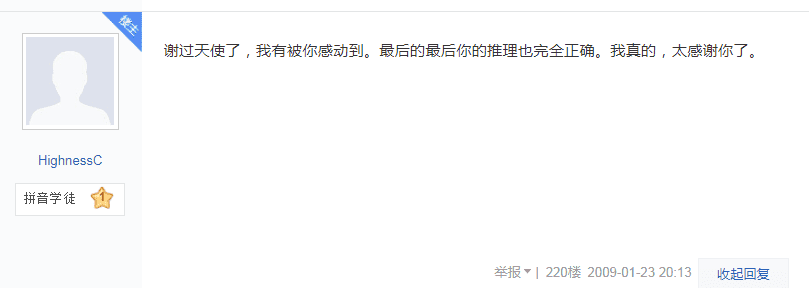 楼主
谢过天使了，我有被你感动到。最后的最后你的推理也完全正确。我真的，太感谢你了。
HighnessC
拼音学徒 1
举报 | 220楼 2009-01-23 20:13 收起回复